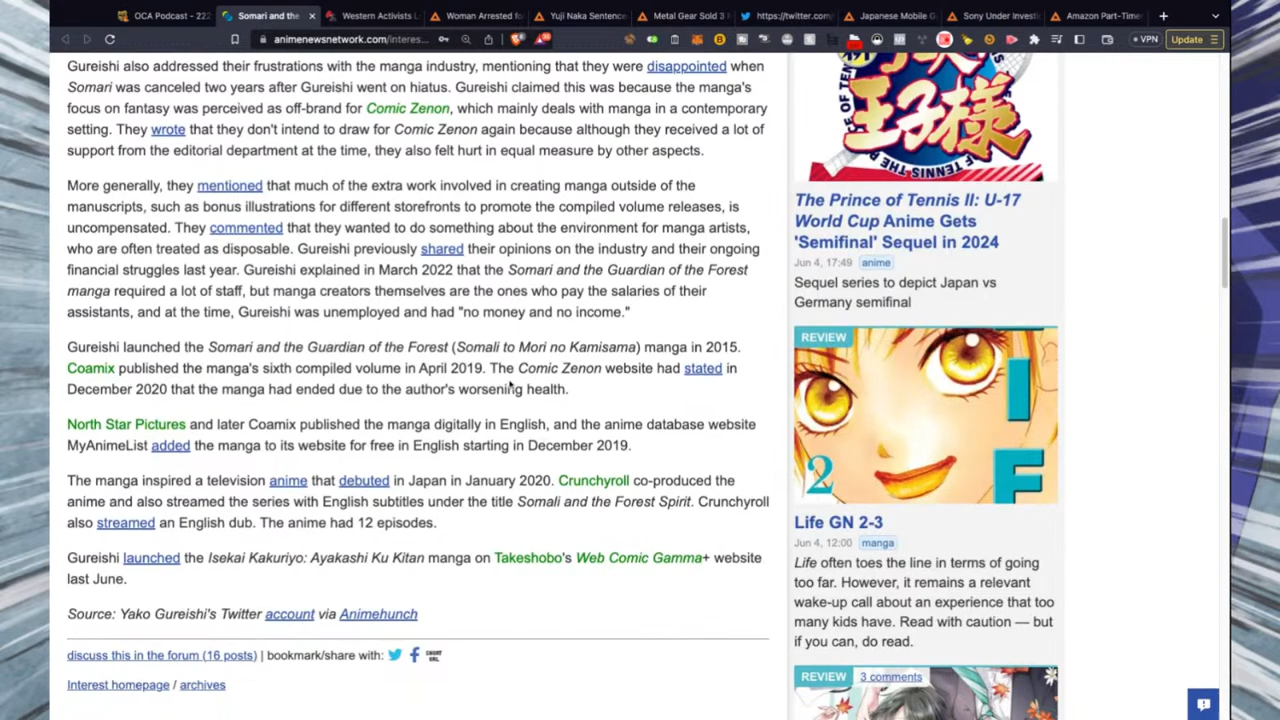 OCA Podcast - 222
Somari and the
Western Activists L
Woman Arrested fo
Yuji Naka Sentence
Metal Gear Solid 3
https://twitter.com/
Japanese Mobile G
Sony Under Investi
Amazon Part-Time
animenewsnetwork.com/interes...
VPN
Update
Gureishi also addressed their frustrations with the manga industry, mentioning that they were disappointed when
Somari was canceled two years after Gureishi went on hiatus. Gureishi claimed this was because the manga's
focus on fantasy was perceived as off-brand for Comic Zenon, which mainly deals with manga in a contemporary
setting. They wrote that they don't intend to draw for Comic Zenon again because although they received a lot of
support from the editorial department at the time, they also felt hurt in equal measure by other aspects.
More generally, they mentioned that much of the extra work involved in creating manga outside of the
manuscripts, such as bonus illustrations for different storefronts to promote the compiled volume releases, is
uncompensated. They commented that they wanted to do something about the environment for manga artists,
who are often treated as disposable. Gureishi previously shared their opinions on the industry and their ongoing
financial struggles last year. Gureishi explained in March 2022 that the Somari and the Guardian of the Forest
manga required a lot of staff, but manga creators themselves are the ones who pay the salaries of their
assistants, and at the time, Gureishi was unemployed and had "no money and no income."
Gureishi launched the Somari and the Guardian of the Forest (Somali to Mori no Kamisama) manga in 2015.
Coamix published the manga's sixth compiled volume in April 2019. The Comic Zenon website had stated in
December 2020 that the manga had ended due to the author's worsening health.
North Star Pictures and later Coamix published the manga digitally in English, and the anime database website
MyAnimeList added the manga to its website for free in English starting in December 2019.
The manga inspired a television anime that debuted in Japan in January 2020. Crunchyroll co-produced the
anime and also streamed the series with English subtitles under the title Somali and the Forest Spirit. Crunchyroll
also streamed an English dub. The anime had 12 episodes.
Gureishi launched the Isekai Kakuriyo: Ayakashi Ku Kitan manga on Takeshobo's Web Comic Gamma+ website
last June.
Source: Yako Gureishi's Twitter account via Animehunch
discuss this in the forum (16 posts) | bookmark/share with:
SHORT
URL
Interest homepage / archives
王子様
The Prince of Tennis II: U-17
World Cup Anime Gets
'Semifinal' Sequel in 2024
Jun 4, 17:49 anime
Sequel series to depict Japan vs
Germany semifinal
REVIEW
2
Life GN 2-3
Jun 4, 12:00 manga
Life often toes the line in terms of going
too far. However, it remains a relevant
wake-up call about an experience that too
many kids have. Read with caution — but
if you can, do read.
REVIEW
3 comments